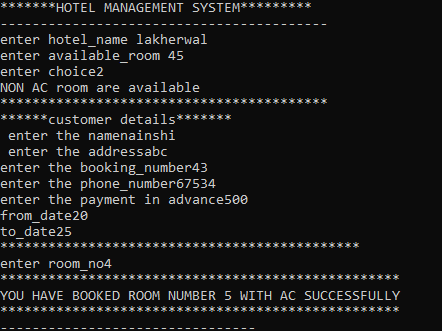 *******HOTEL MANAGEMENT SYSTEM*********
-----------------------------------------
enter hotel_name lakherwal
enter available_room 45
enter choice2
NON AC room are available
*****************************************
******customer details*******
 enter the namenainshi
 enter the addressabc
enter the booking_number43
enter the phone_number67534
enter the payment in advance500
from_date20
to_date25
*********************************************
enter room_no4
**************************************************
YOU HAVE BOOKED ROOM NUMBER 5 WITH AC SUCCESSFULLY
**************************************************
--------------------------------